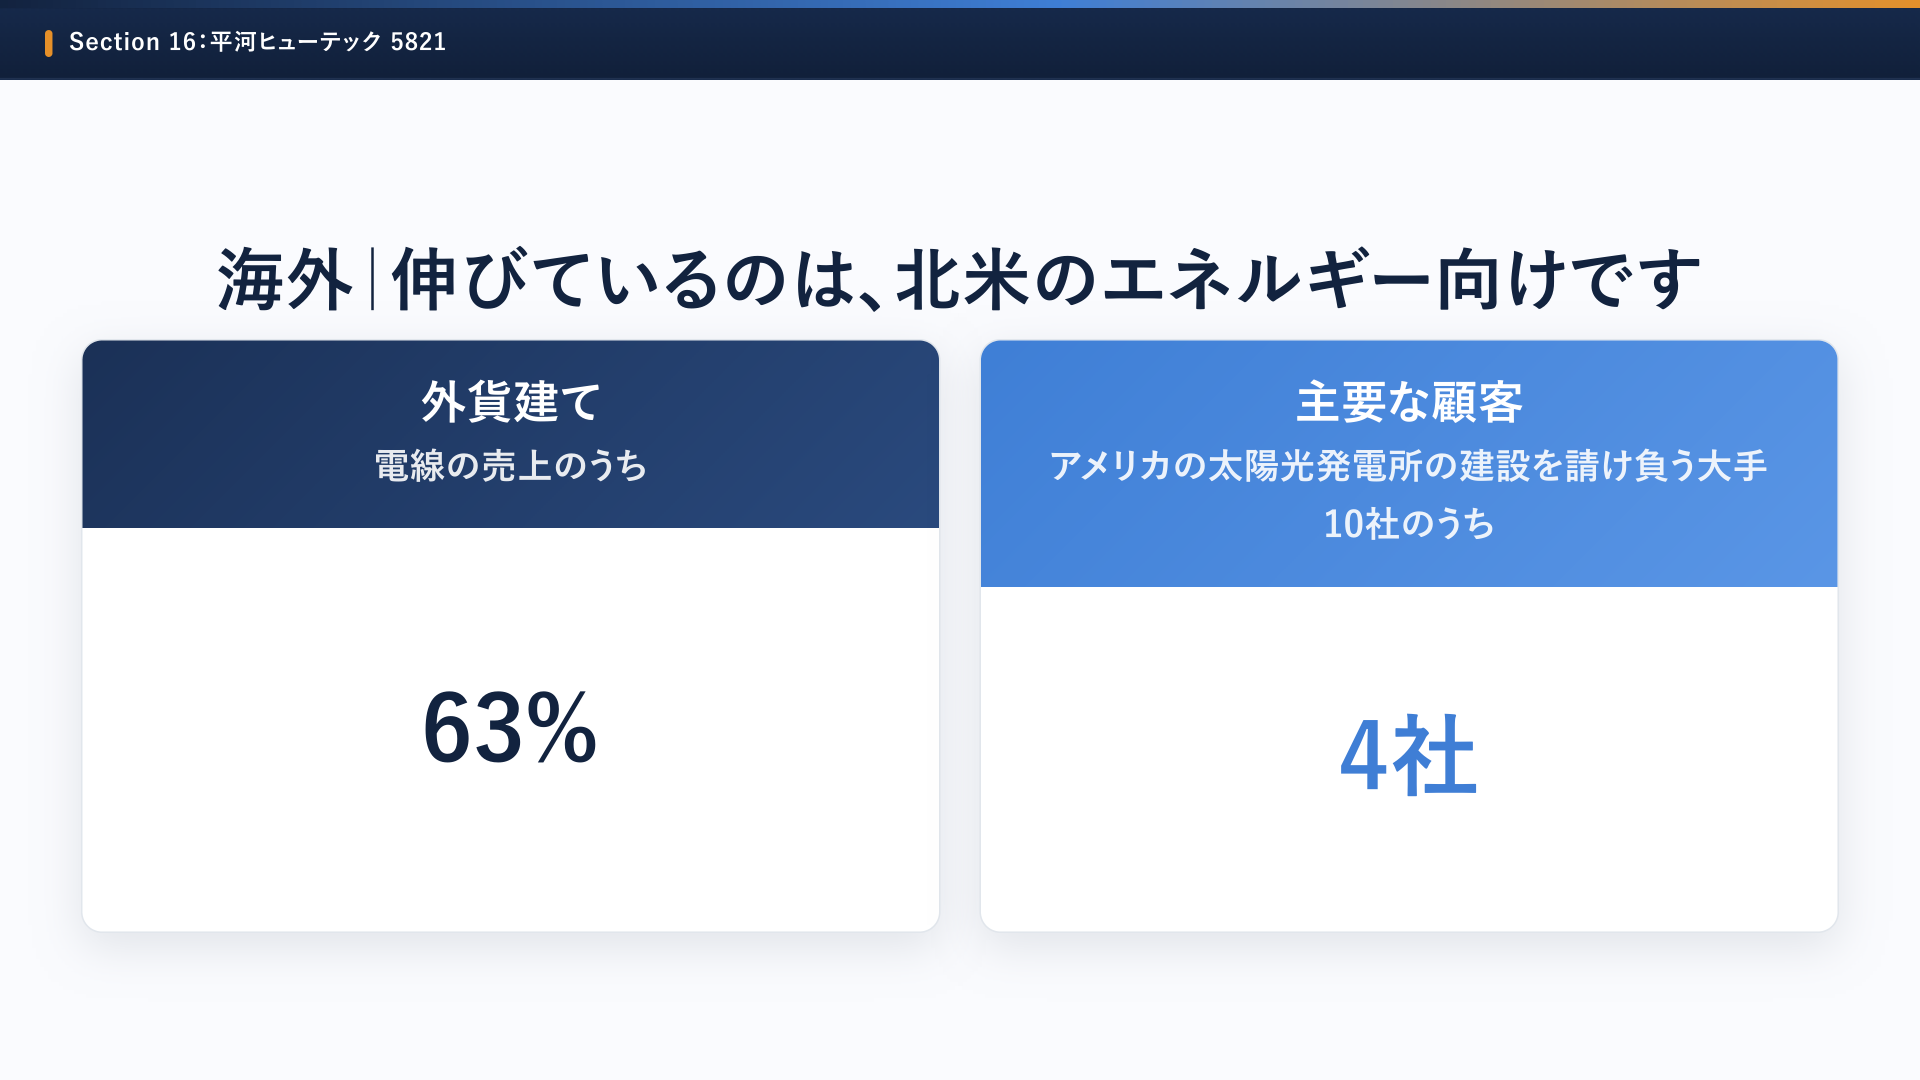 Section 16：平河ヒューテック 5821
海外｜伸びているのは、北米のエネルギー向けです
外貨建て
電線の売上のうち
63%
主要な顧客
アメリカの太陽光発電所の建設を請け負う大手
10社のうち
4社